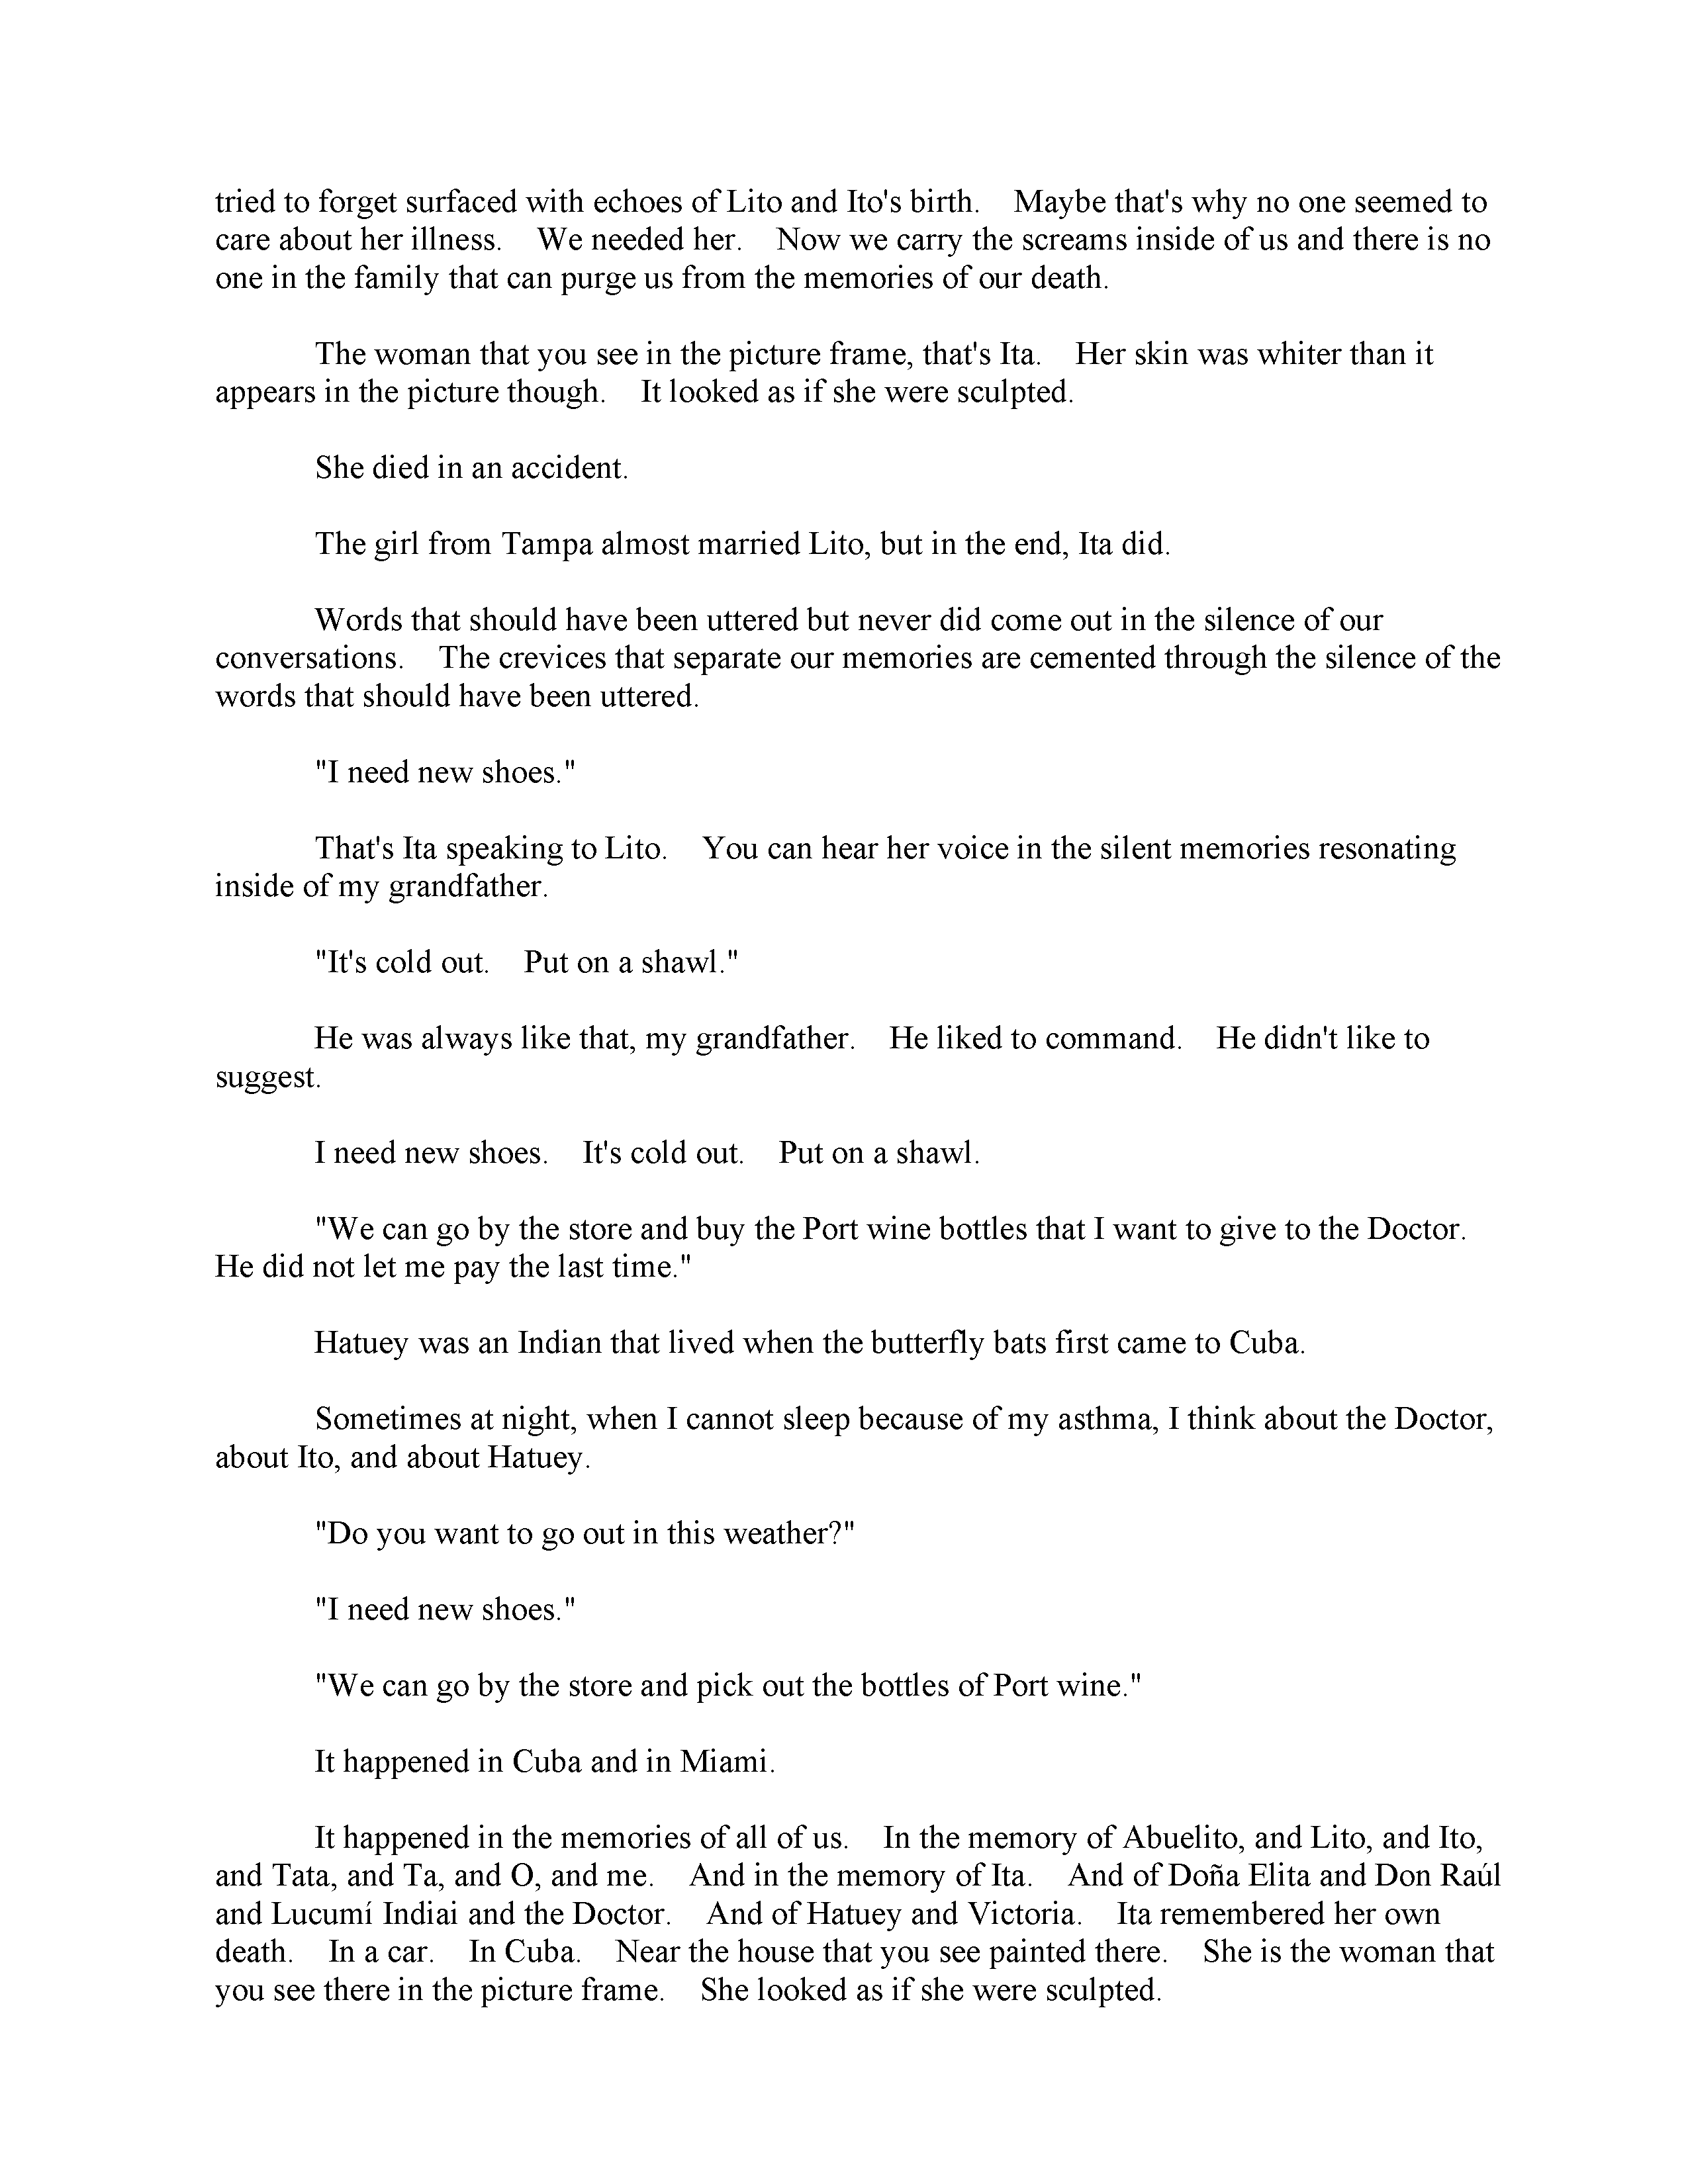 tried to forget surfaced with echoes of Lito and Ito's birth.    Maybe that's why no one seemed to
care about her illness.    We needed her.    Now we carry the screams inside of us and there is no
one in the family that can purge us from the memories of our death.
The woman that you see in the picture frame, that's Ita.    Her skin was whiter than it
appears in the picture though.    It looked as if she were sculpted.
She died in an accident.
The girl from Tampa almost married Lito, but in the end, Ita did.
Words that should have been uttered but never did come out in the silence of our
conversations.    The crevices that separate our memories are cemented through the silence of the
words that should have been uttered.
"I need new shoes."
That's Ita speaking to Lito.    You can hear her voice in the silent memories resonating
inside of my grandfather.
"It's cold out.    Put on a shawl."
He was always like that, my grandfather.    He liked to command.    He didn't like to
suggest.
I need new shoes.    It's cold out.    Put on a shawl.
"We can go by the store and buy the Port wine bottles that I want to give to the Doctor.
He did not let me pay the last time."
Hatuey was an Indian that lived when the butterfly bats first came to Cuba.
Sometimes at night, when I cannot sleep because of my asthma, I think about the Doctor,
about Ito, and about Hatuey.
"Do you want to go out in this weather?"
"I need new shoes."
"We can go by the store and pick out the bottles of Port wine."
It happened in Cuba and in Miami.
It happened in the memories of all of us.    In the memory of Abuelito, and Lito, and Ito,
and Tata, and Ta, and O, and me.    And in the memory of Ita.    And of Doña Elita and Don Raúl
and Lucumí Indiai and the Doctor.    And of Hatuey and Victoria.    Ita remembered her own
death.    In a car.    In Cuba.    Near the house that you see painted there.    She is the woman that
you see there in the picture frame.    She looked as if she were sculpted.